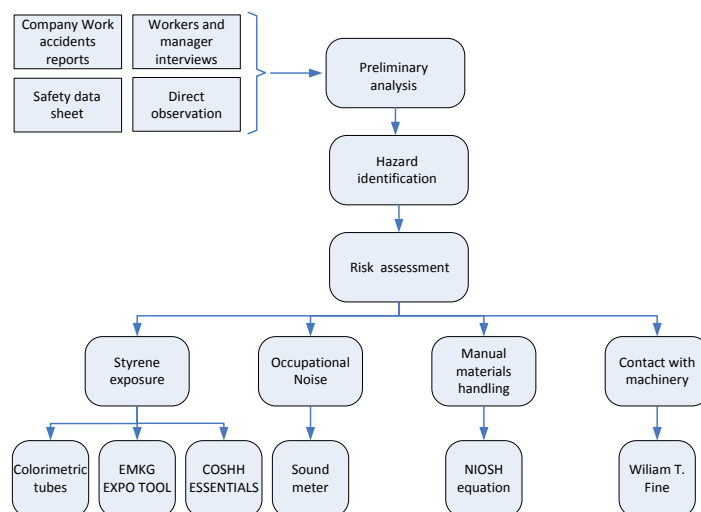 Company Work
accidents
reports
Workers and
manager
interviews
Safety data
sheet
Direct
observation
Preliminary
analysis
Hazard
identification
Risk assessment
Styrene
exposure
Occupational
Noise
Manual
materials
handling
Contact with
machinery
Colorimetric
tubes
EMKG
EXPO TOOL
COSHH
ESSENTIALS
Sound
meter
NIOSH
equation
Wiliam T.
Fine